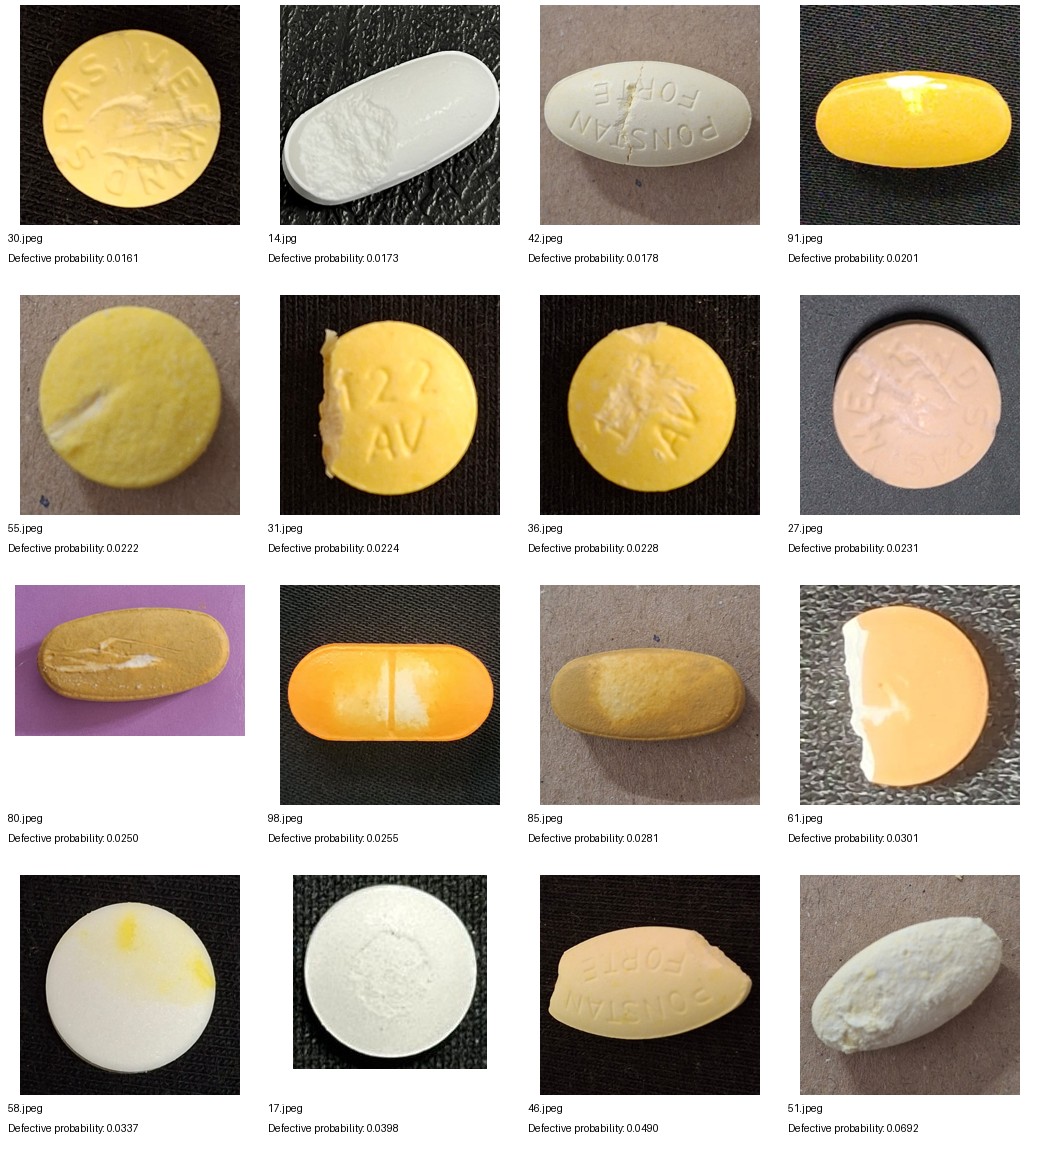 SPASMEND
FORTE
PONSTAN
30.jpeg
14.jpg
42.jpeg
91.jpeg
Defective probability: 0.0161
Defective probability: 0.0173
Defective probability: 0.0178
Defective probability: 0.0201
122
AV
AV
55.jpeg
31.jpeg
36.jpeg
27.jpeg
Defective probability: 0.0222
Defective probability: 0.0224
Defective probability: 0.0228
Defective probability: 0.0231
80.jpeg
98.jpeg
85.jpeg
61.jpeg
Defective probability: 0.0250
Defective probability: 0.0255
Defective probability: 0.0281
Defective probability: 0.0301
FORTE
PONSTAN
58.jpeg
17.jpeg
46.jpeg
51.jpeg
Defective probability: 0.0337
Defective probability: 0.0398
Defective probability: 0.0490
Defective probability: 0.0692